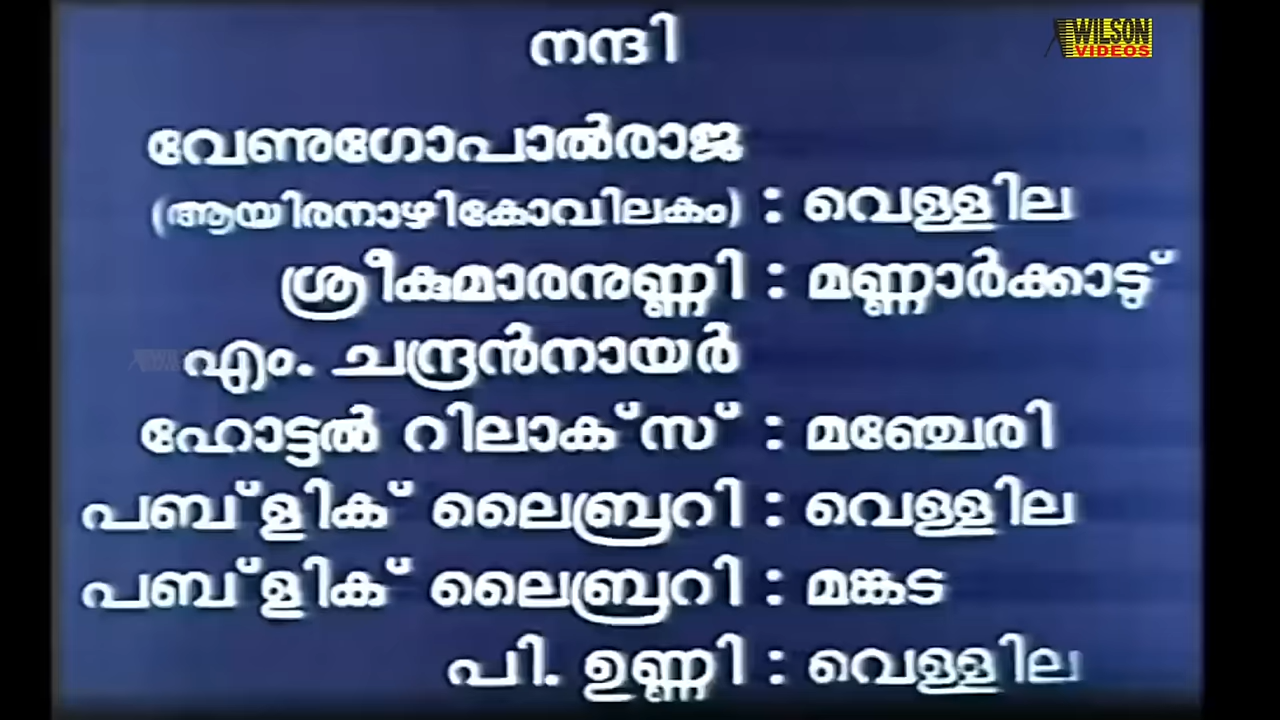 നന്ദി
WILSON
VIDEOS
വേണുഗോപാൽരാജ
(ആയിരനാഴികോവിലകം) : വെള്ളില
ശ്രീകുമാരനുണ്ണി : മണ്ണാർക്കാട്ട്
എം. ചന്ദ്രൻനായർ
ഹോട്ടൽ റിലാക്സ് : മഞ്ചേരി
പബ്ളിക് ലൈബ്രറി : വെള്ളില
പബ്ളിക് ലൈബ്രറി : മങ്കട
പി. ഉണ്ണി : വെള്ളില